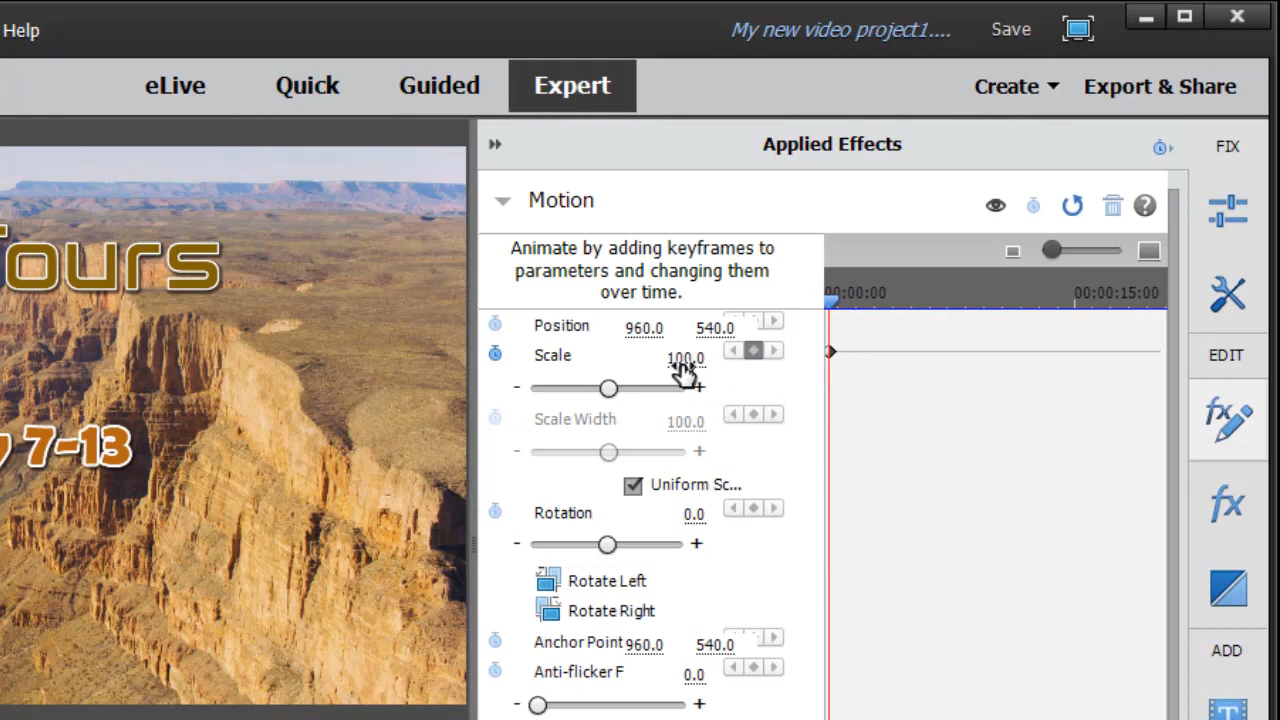 Help
My new video project1....
Save
eLive
Quick
Guided
Expert
Create
Export & Share
Applied Effects
FIX
Motion
Animate by adding keyframes to
parameters and changing them
over time.
00:00:00
00:00:15:00
Position 960.0 540.0
Scale 100.0
- +
Scale Width 100.0
- +
Uniform Sc...
Rotation 0.0
- +
Rotate Left
Rotate Right
Anchor Point 960.0 540.0
Anti-flicker F 0.0
- +
EDIT
fx
fx
ADD
T
Tours
7-13